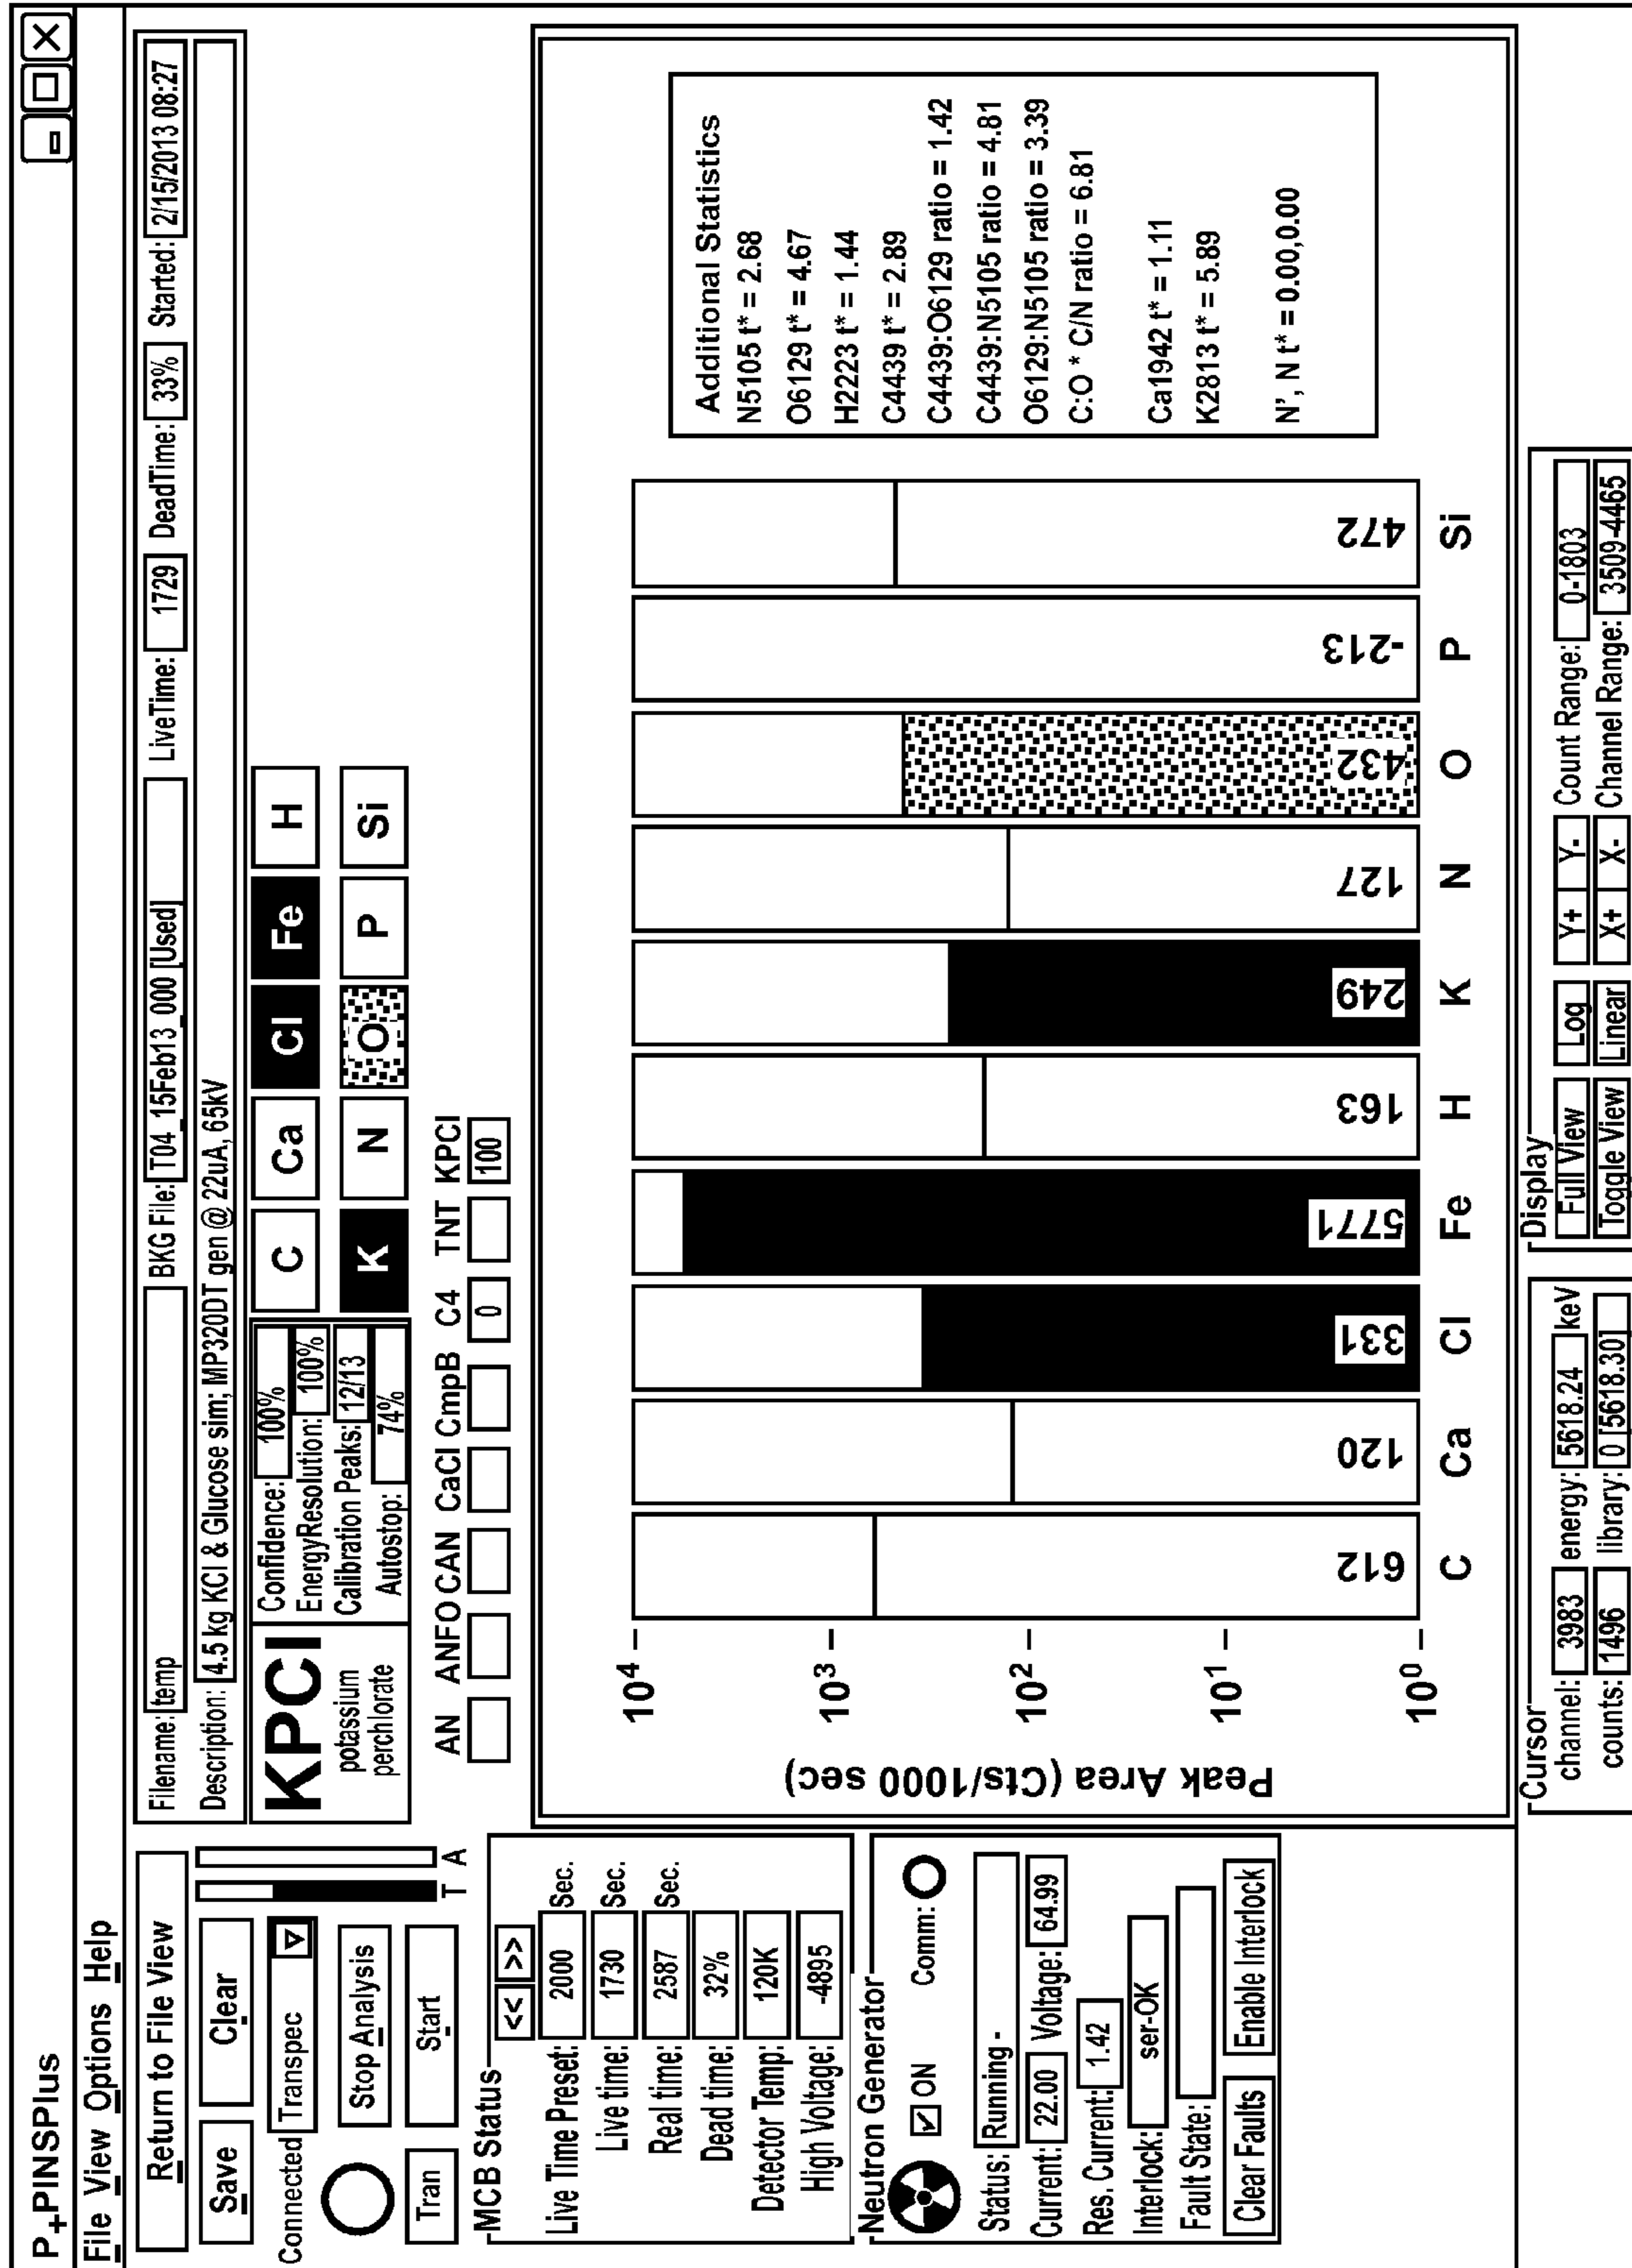 P+PINSPlus
File View Options Help
Return to File View
Save Clear
Connected Transpec
Stop Analysis
Tran Start
T A
MCB Status
<< >>
Live Time Preset: 2000 Sec.
Live time: 1730 Sec.
Real time: 2587 Sec.
Dead time: 32%
Detector Temp: 120K
High Voltage: -4895
Neutron Generator
ON Comm:
Status: Running -
Current: 22.00 Voltage: 64.99
Res. Current: 1.42
Interlock: ser-OK
Fault State:
Clear Faults Enable Interlock
Filename: temp BKG File: T04_15Feb13_000 [Used] LiveTime: 1729 DeadTime: 33% Started: 2/15/2013 08:27
Description: 4.5 kg KCl & Glucose sim; MP320DT gen @ 22uA, 65kV
KPCl
potassium
perchlorate
Confidence: 100%
EnergyResolution: 100%
Calibration Peaks: 12/13
Autostop: 74%
C Ca Cl Fe H
K N O P Si
AN ANFO CAN CaCl CmpB C4 TNT KPCl
0 100
Peak Area (Cts/1000 sec)
10⁴
10³
10²
10¹
10⁰
612 120 331 5771 163 249 127 432 -213 472
C Ca Cl Fe H K N O P Si
Additional Statistics
N5105 t* = 2.68
O6129 t* = 4.67
H2223 t* = 1.44
C4439 t* = 2.89
C4439:O6129 ratio = 1.42
C4439:N5105 ratio = 4.81
O6129:N5105 ratio = 3.39
C:O * C/N ratio = 6.81
Ca1942 t* = 1.11
K2813 t* = 5.89
N', N t* = 0.00,0.00
Cursor
channel: 3983 energy: 5618.24 keV
counts: 1496 library: 0 [5618.30]
Display
Full View Log Y+ Y- Count Range: 0-1803
Toggle View Linear X+ X- Channel Range: 3509-4465